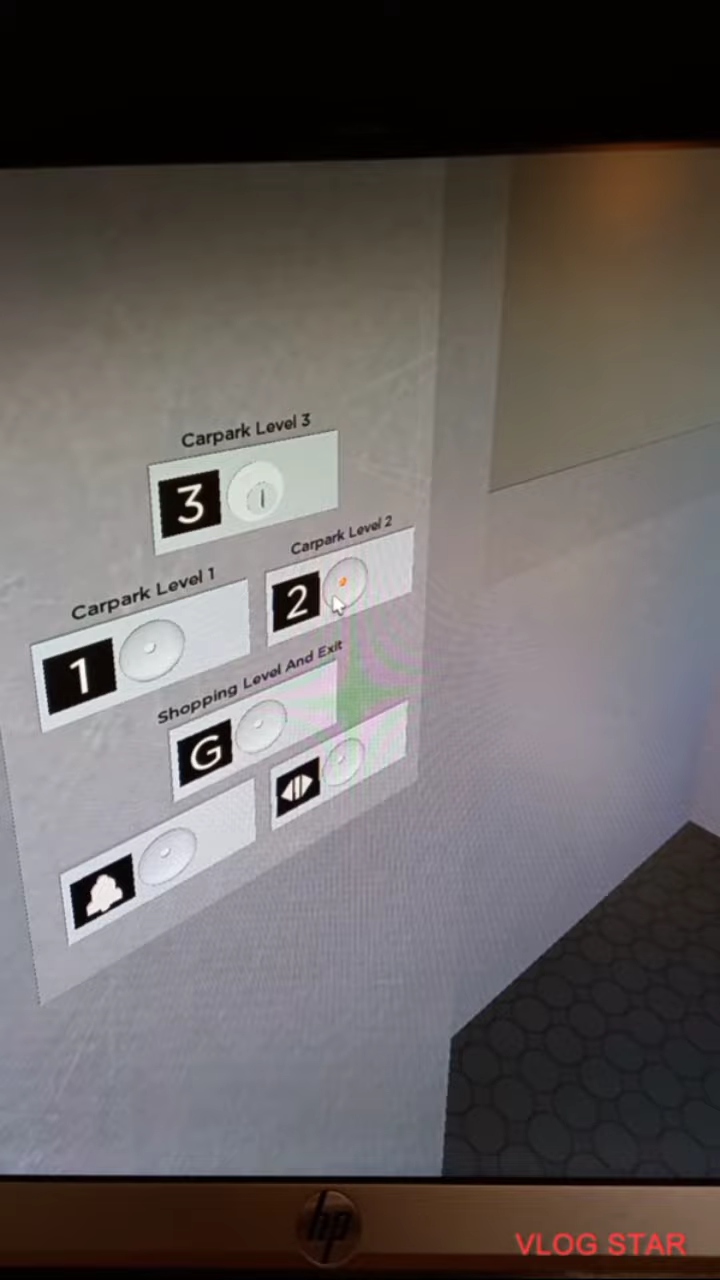 Carpark Level 3
3
Carpark Level 2
2
Carpark Level 1
1
Shopping Level And Exit
G
hp
VLOG STAR